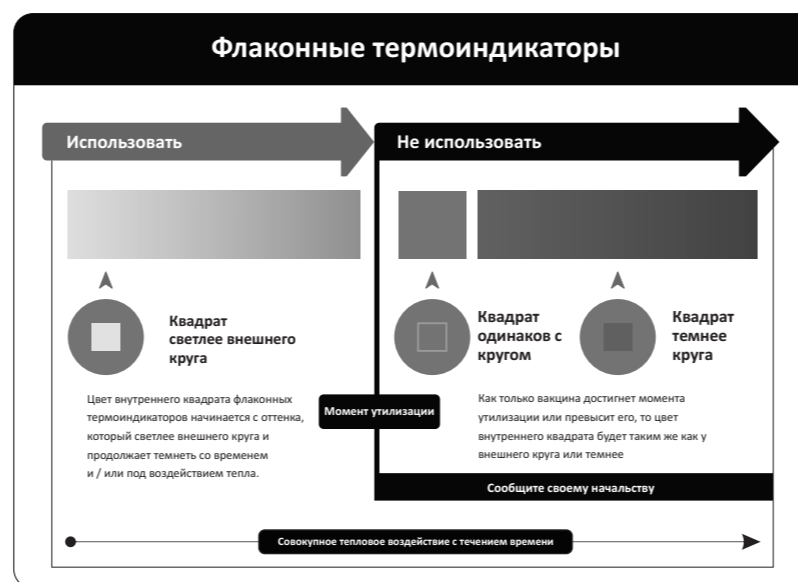 Флаконные термоиндикаторы
Использовать
Не использовать
Квадрат
светлее внешнего
круга
Квадрат
одинаков с
кругом
Квадрат
темнее
круга
Цвет внутреннего квадрата флаконных
термоиндикаторов начинается с оттенка,
который светлее внешнего круга и
продолжает темнеть со временем
и / или под воздействием тепла.
Момент утилизации
Как только вакцина достигнет момента
утилизации или превысит его, то цвет
внутреннего квадрата будет таким же как у
внешнего круга или темнее
Сообщите своему начальству
Совокупное тепловое воздействие с течением времени